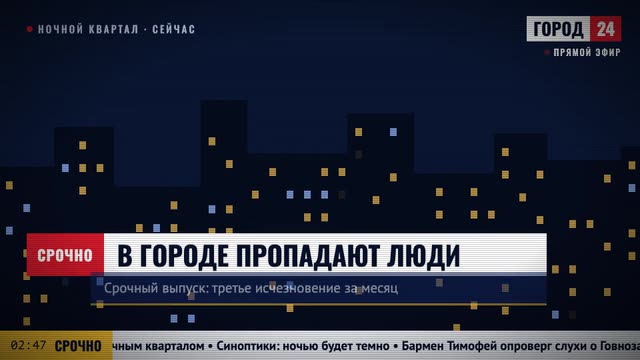 НОЧНОЙ КВАРТАЛ · СЕЙЧАС
ГОРОД 24
ПРЯМОЙ ЭФИР
СРОЧНО
В ГОРОДЕ ПРОПАДАЮТ ЛЮДИ
Срочный выпуск: третье исчезновение за месяц
02:47 СРОЧНО чным кварталом • Синоптики: ночью будет темно • Бармен Тимофей опроверг слухи о Говноза